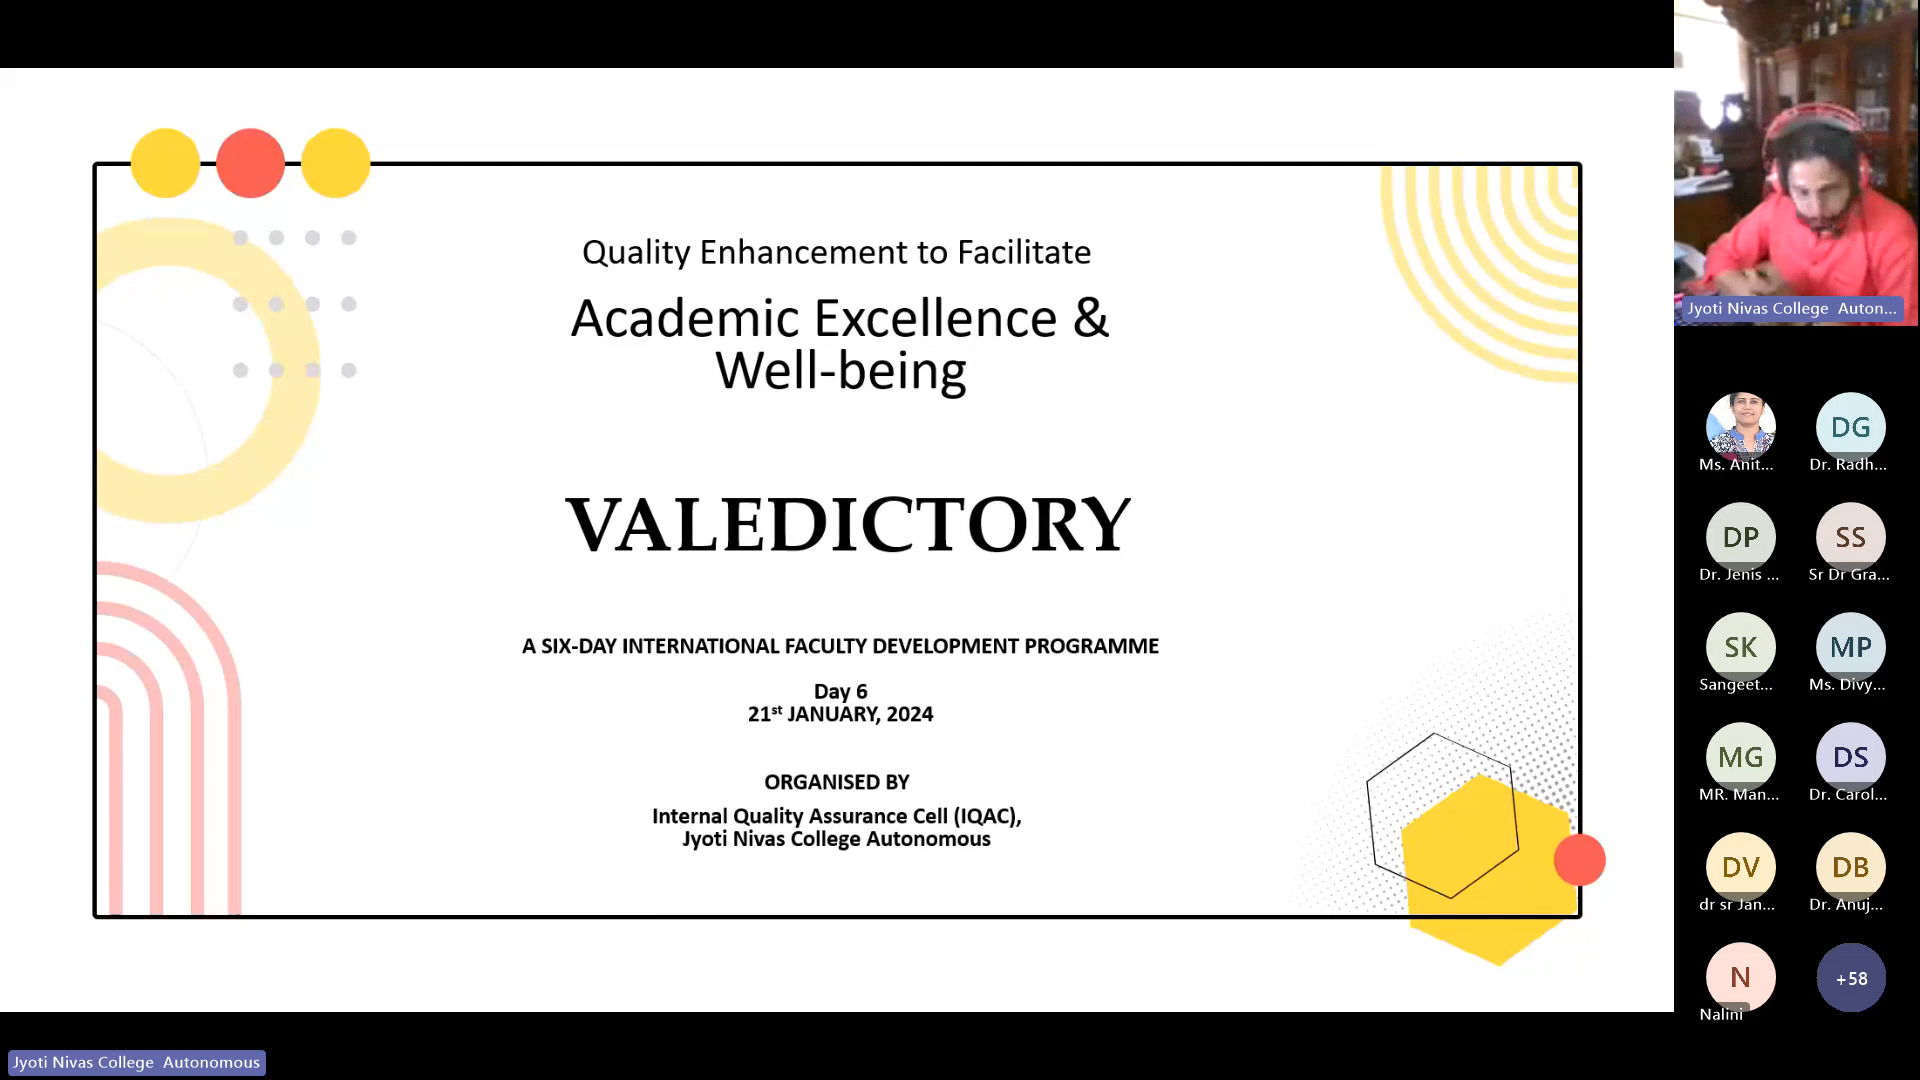 Quality Enhancement to Facilitate
Academic Excellence &
Well-being
VALEDICTORY
A SIX-DAY INTERNATIONAL FACULTY DEVELOPMENT PROGRAMME
Day 6
21st JANUARY, 2024
ORGANISED BY
Internal Quality Assurance Cell (IQAC),
Jyoti Nivas College Autonomous
Jyoti Nivas College Auton...
DG
Ms. Anit...
Dr. Radh...
DP
SS
Dr. Jenis ...
Sr Dr Gra...
SK
MP
Sangeet...
Ms. Divy...
MG
DS
MR. Man...
Dr. Carol...
DV
DB
dr sr Jan...
Dr. Anuj...
N
+58
Nalini
Jyoti Nivas College Autonomous